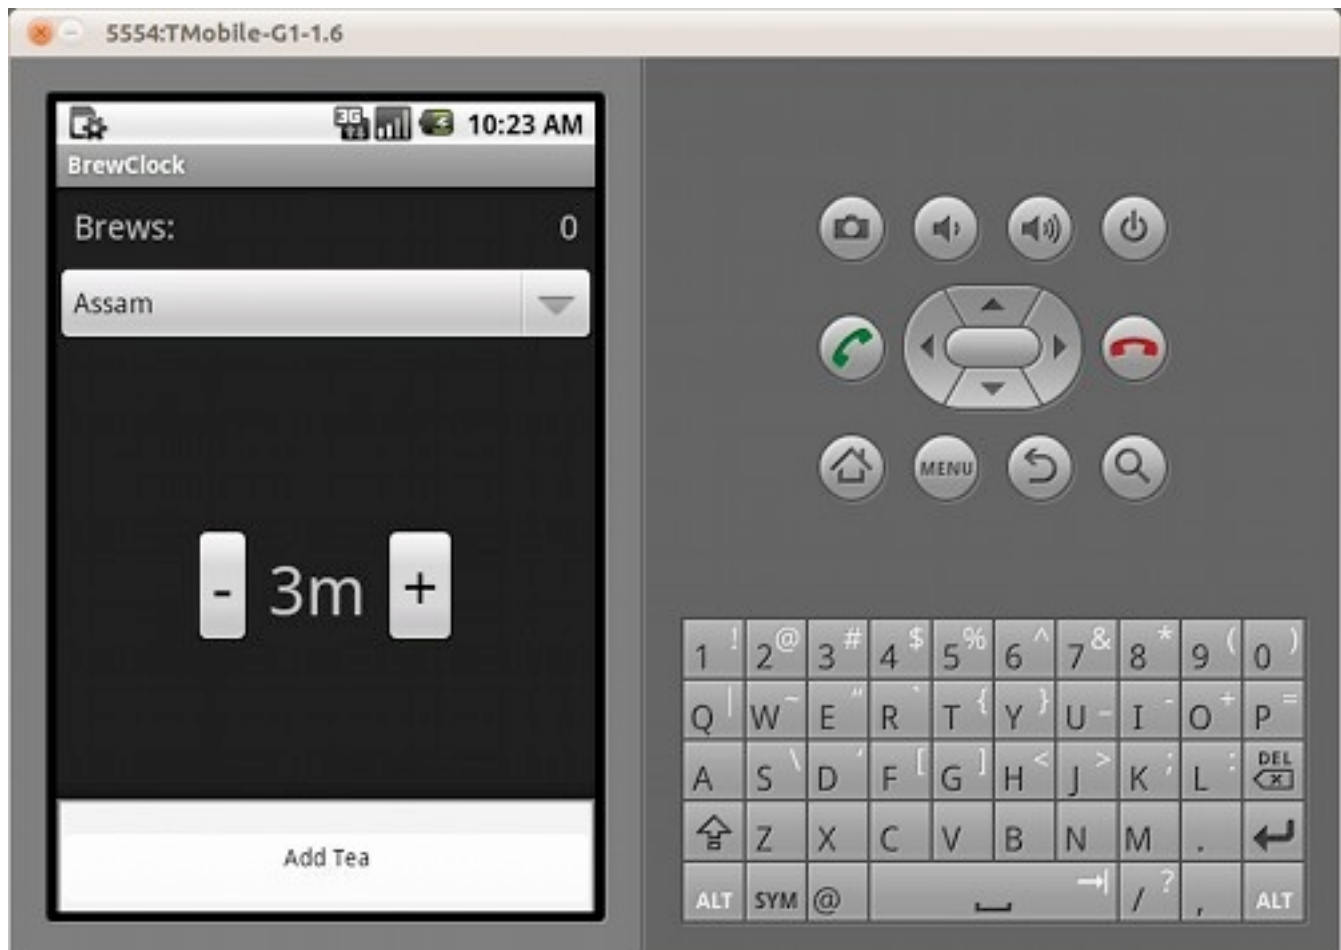 5554:TMobile-G1-1.6
3G 10:23 AM
BrewClock
Brews: 0
Assam
- 3m +
Add Tea
MENU
1 ! 2 @ 3 # 4 $ 5 % 6 ^ 7 & 8 * 9 ( 0 )
Q | W ~ E " R ` T { Y } U _ I - O + P =
A S \ D ' F [ G ] H < J > K ; L : DEL
Z X C V B N M .
ALT SYM @ / ? , ALT